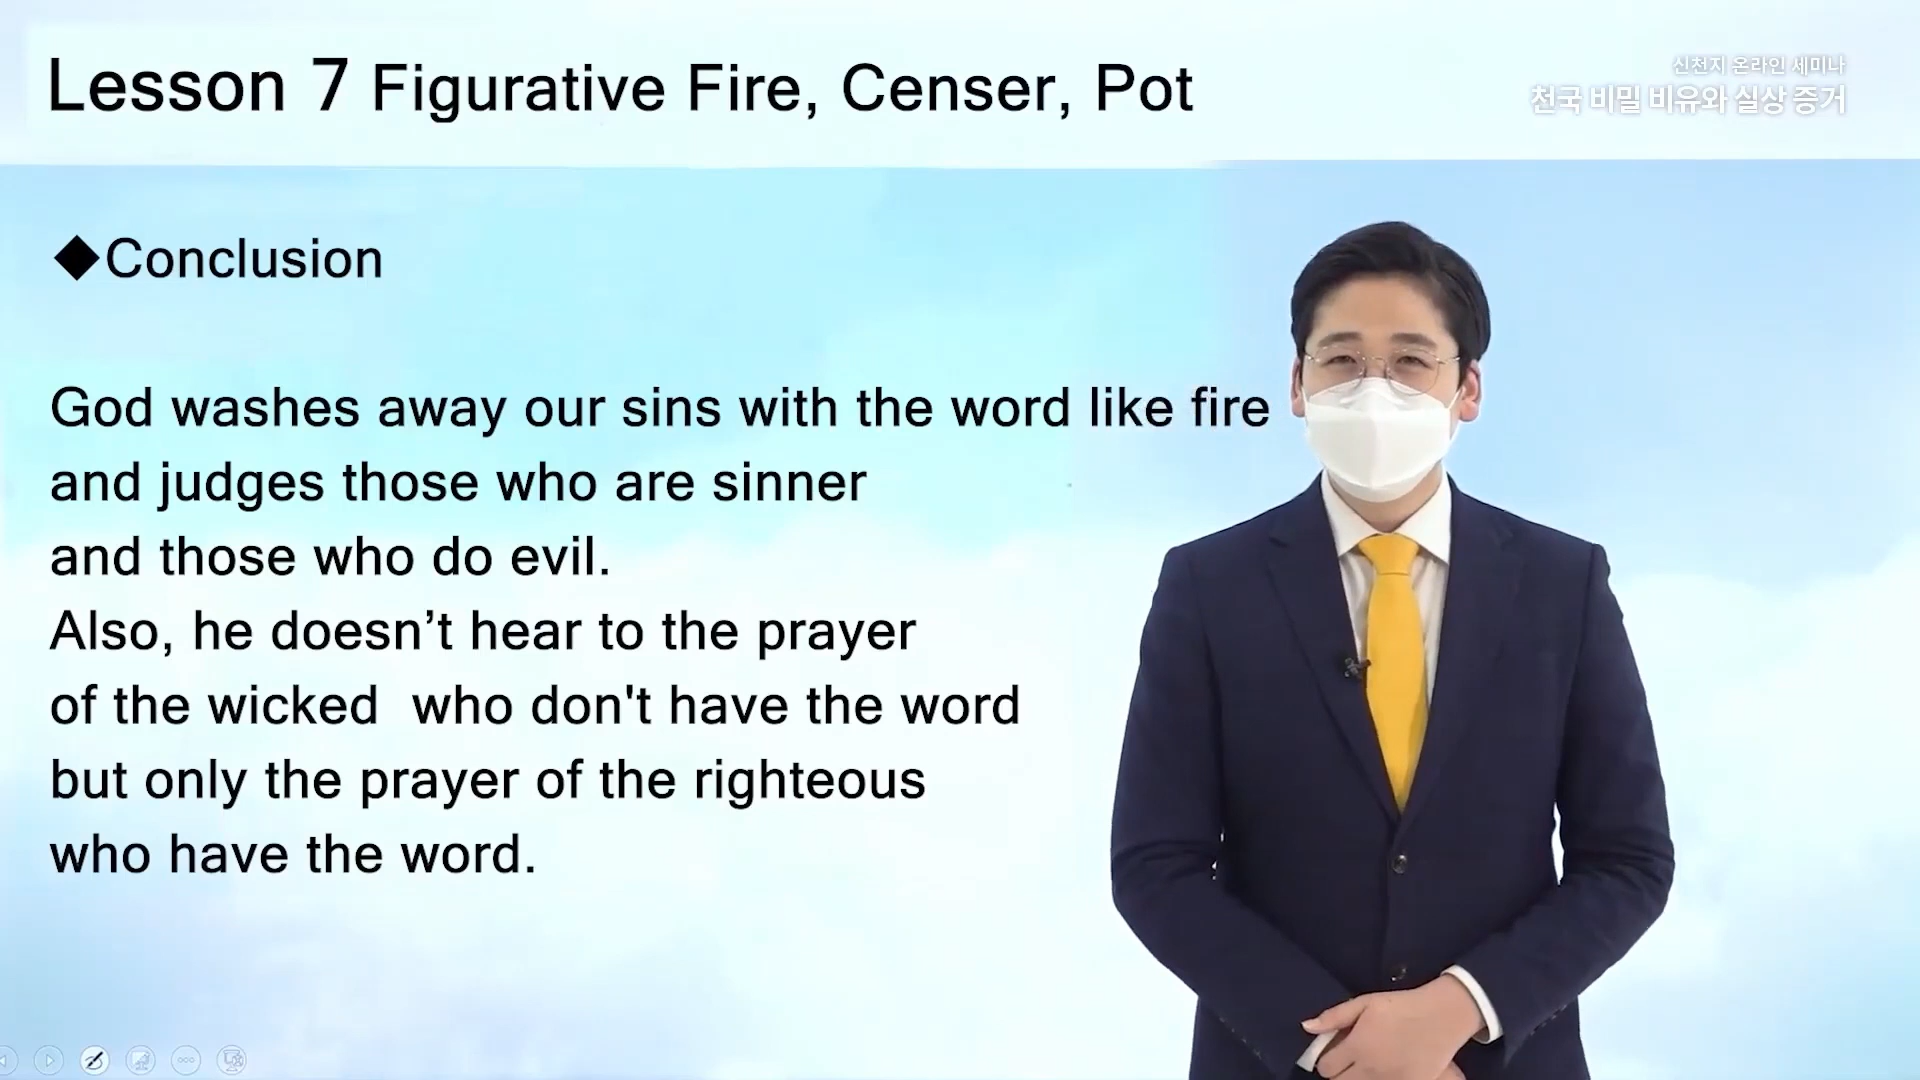 Lesson 7 Figurative Fire, Censer, Pot
신천지 온라인 세미나
천국 비밀 비유와 실상 증거
◆Conclusion
God washes away our sins with the word like fire
and judges those who are sinner
and those who do evil.
Also, he doesn’t hear to the prayer
of the wicked  who don't have the word
but only the prayer of the righteous
who have the word.